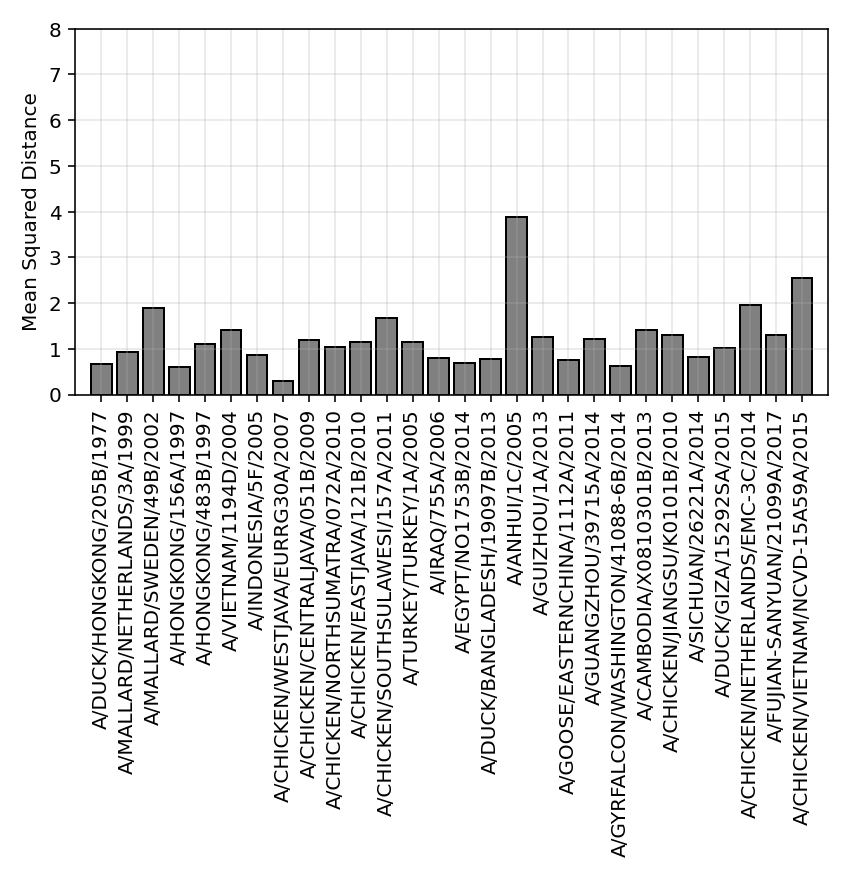 8
7
6
5
4
3
2
1
0
Mean Squared Distance
A/DUCK/HONGKONG/205B/1977
A/MALLARD/NETHERLANDS/3A/1999
A/MALLARD/SWEDEN/49B/2002
A/HONGKONG/156A/1997
A/HONGKONG/483B/1997
A/VIETNAM/1194D/2004
A/INDONESIA/5F/2005
A/CHICKEN/WESTJAVA/EURRG30A/2007
A/CHICKEN/CENTRALJAVA/051B/2009
A/CHICKEN/NORTHSUMATRA/072A/2010
A/CHICKEN/EASTJAVA/121B/2010
A/CHICKEN/SOUTHSULAWESI/157A/2011
A/TURKEY/TURKEY/1A/2005
A/IRAQ/755A/2006
A/EGYPT/NO1753B/2014
A/DUCK/BANGLADESH/19097B/2013
A/ANHUI/1C/2005
A/GUIZHOU/1A/2013
A/GOOSE/EASTERNCHINA/1112A/2011
A/GUANGZHOU/39715A/2014
A/GYRFALCON/WASHINGTON/41088-6B/2014
A/CAMBODIA/X0810301B/2013
A/CHICKEN/JIANGSU/K0101B/2010
A/SICHUAN/26221A/2014
A/DUCK/GIZA/15292SA/2015
A/CHICKEN/NETHERLANDS/EMC-3C/2014
A/FUJIAN-SANYUAN/21099A/2017
A/CHICKEN/VIETNAM/NCVD-15A59A/2015